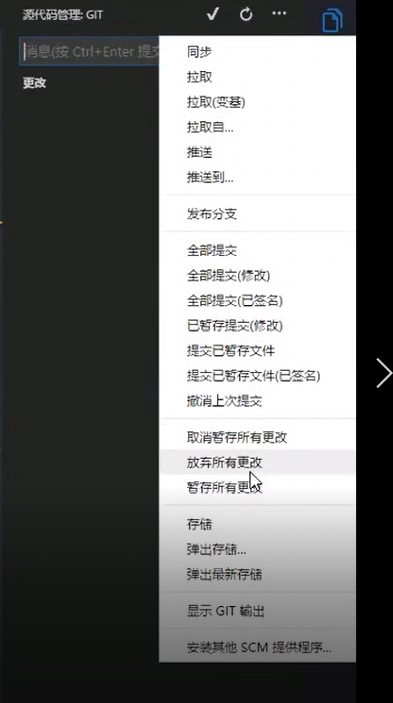 源代码管理: GIT
消息(按 Ctrl+Enter 提交
更改
同步
拉取
拉取(变基)
拉取自...
推送
推送到...
发布分支
全部提交
全部提交(修改)
全部提交(已签名)
已暂存提交(修改)
提交已暂存文件
提交已暂存文件(已签名)
撤消上次提交
取消暂存所有更改
放弃所有更改
暂存所有更改
存储
弹出存储...
弹出最新存储
显示 GIT 输出
安装其他 SCM 提供程序...